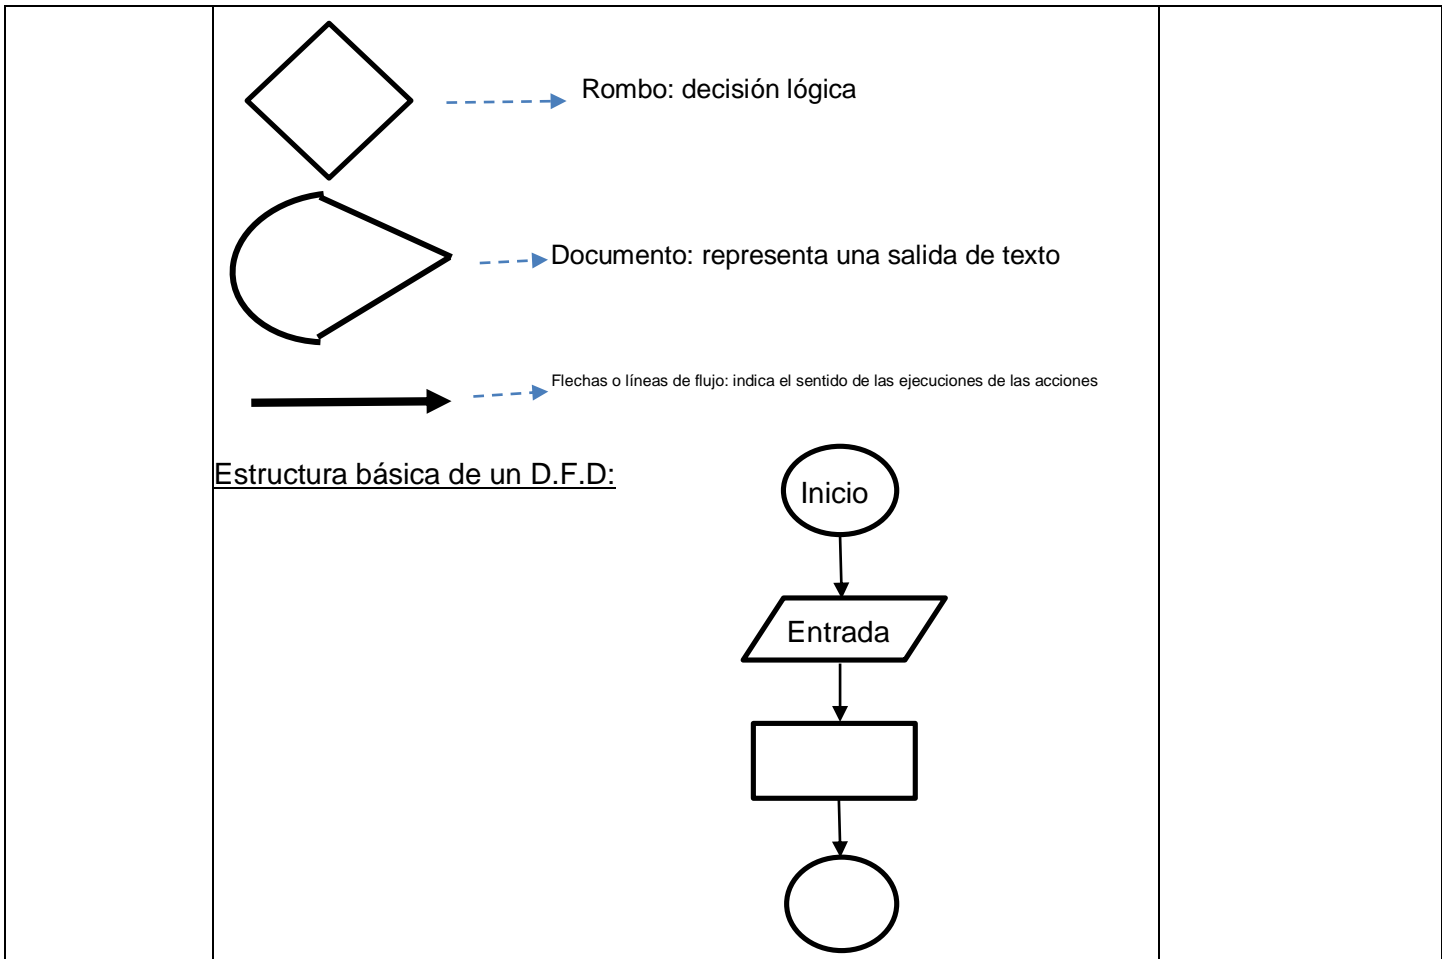 Rombo: decisión lógica
Documento: representa una salida de texto
Flechas o líneas de flujo: indica el sentido de las ejecuciones de las acciones
Estructura básica de un D.F.D:
Inicio
Entrada